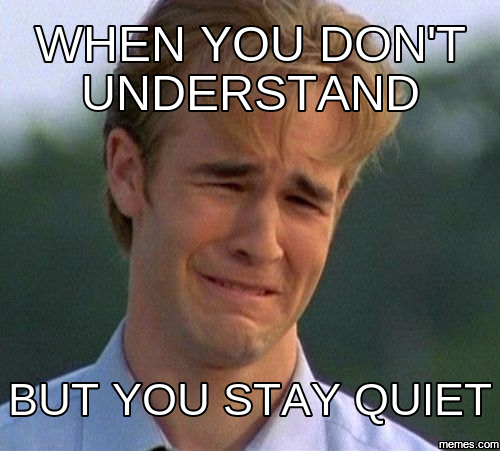 WHEN YOU DON'T
UNDERSTAND
BUT YOU STAY QUIET
memes.com